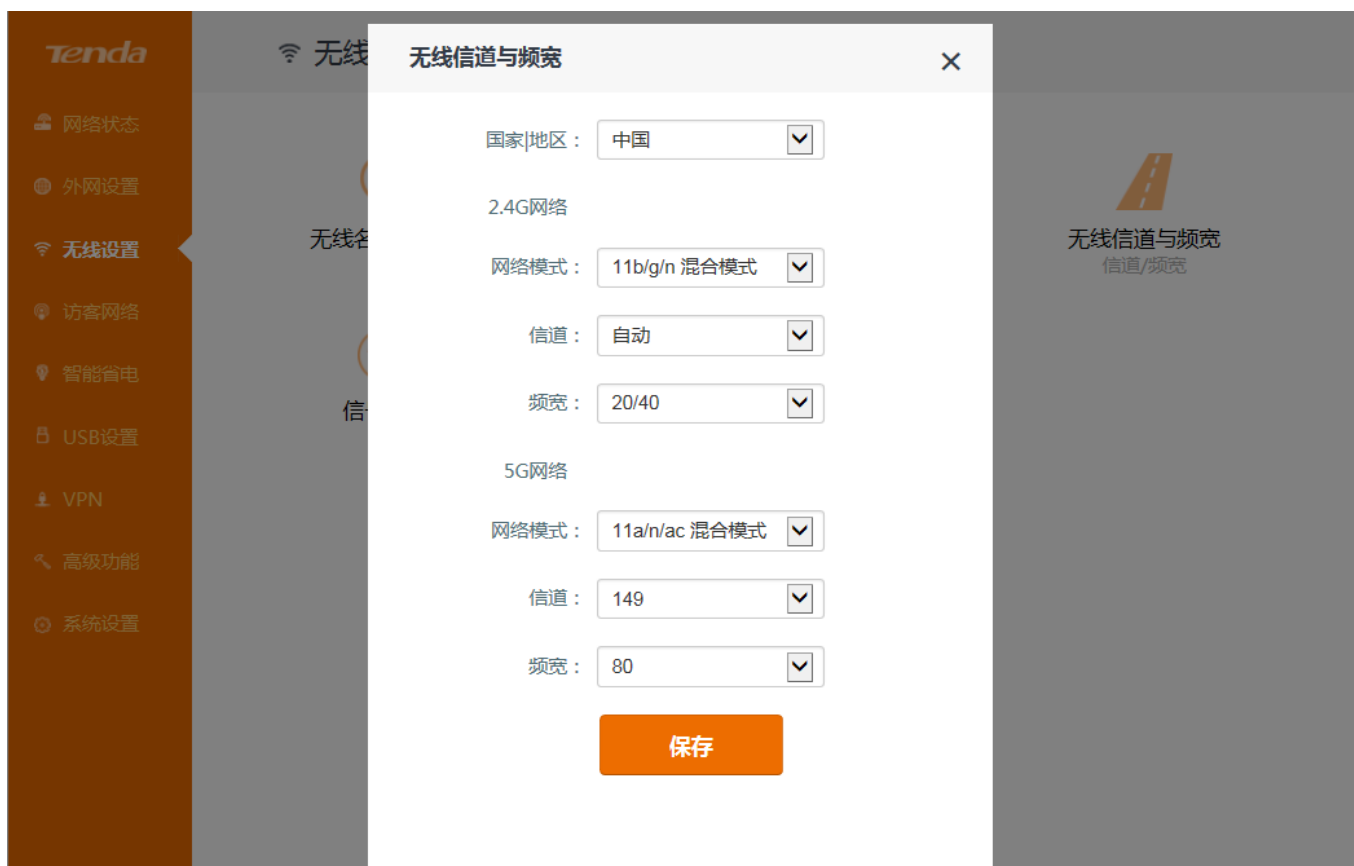 Tenda
网络状态
外网设置
无线设置
访客网络
智能省电
USB设置
VPN
高级功能
系统设置
无线
无线名
信
无线信道与频宽
信道/频宽
无线信道与频宽 ×
国家|地区: 中国
2.4G网络
网络模式: 11b/g/n 混合模式
信道: 自动
频宽: 20/40
5G网络
网络模式: 11a/n/ac 混合模式
信道: 149
频宽: 80
保存